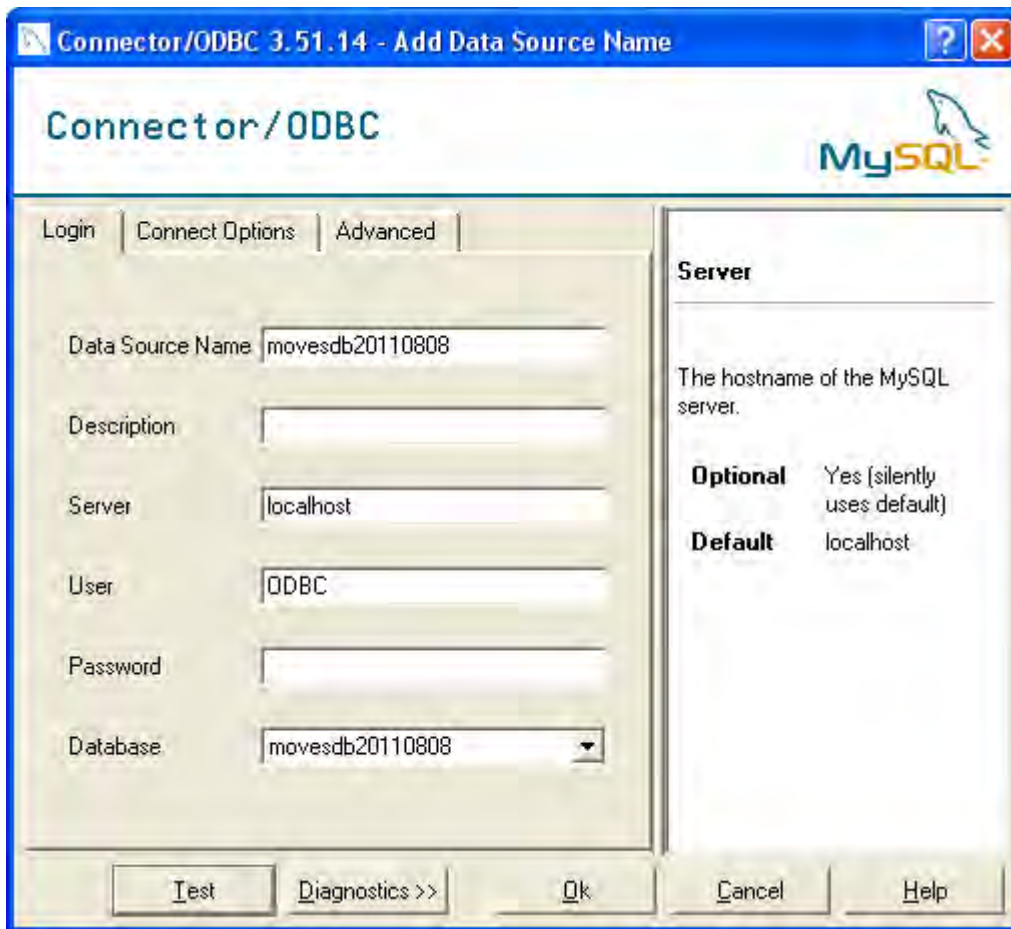 Connector/ODBC 3.51.14 - Add Data Source Name
Connector/ODBC
MySQL
Login
Connect Options
Advanced
Data Source Name movesdb20110808
Description
Server localhost
User ODBC
Password
Database movesdb20110808
Server
The hostname of the MySQL
server.
Optional Yes (silently
uses default)
Default localhost
Test
Diagnostics >>
Ok
Cancel
Help